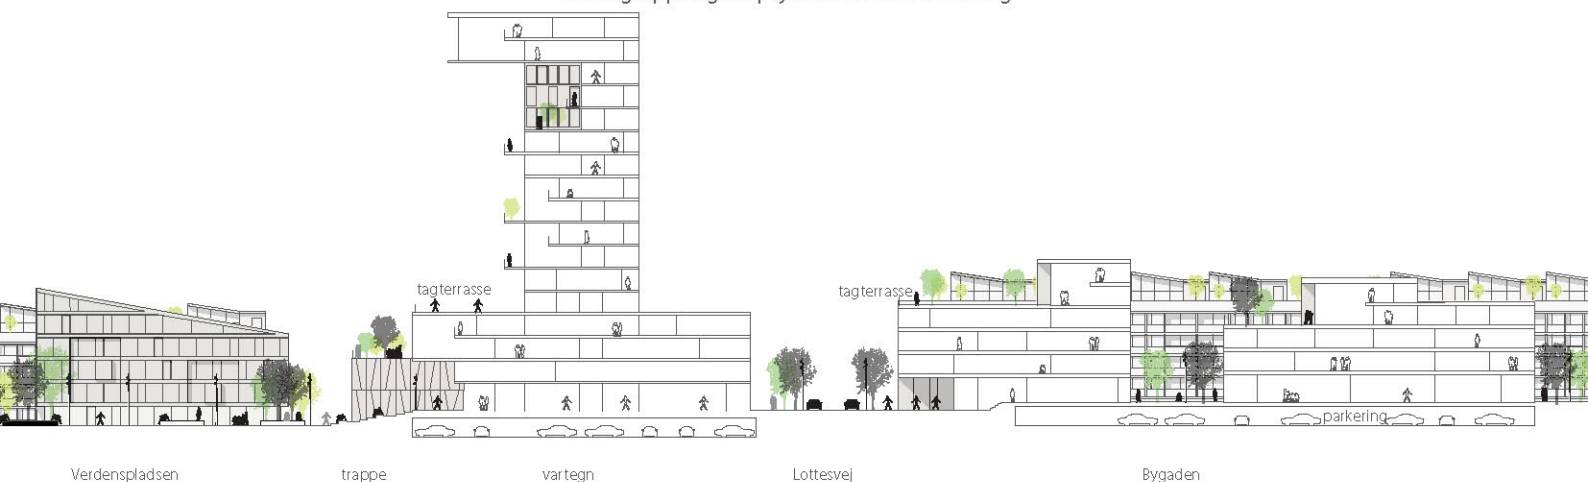 tagterrasse
tagterrasse
parkering
Verdenspladsen
trappe
vartegn
Lottesvej
Bygaden